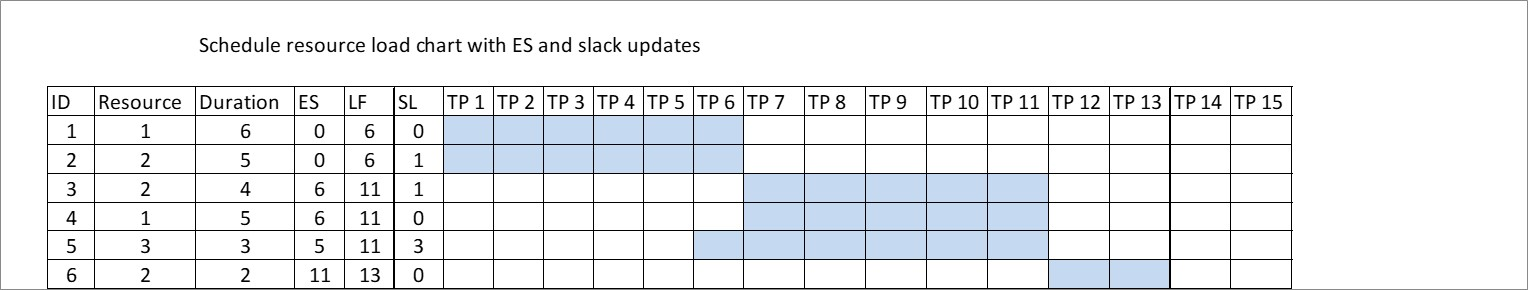 Schedule resource load chart with ES and slack updates
ID Resource Duration ES LF SL TP 1 TP 2 TP 3 TP 4 TP 5 TP 6 TP 7 TP 8 TP 9 TP 10 TP 11 TP 12 TP 13 TP 14 TP 15
1 1 6 0 6 0
2 2 5 0 6 1
3 2 4 6 11 1
4 1 5 6 11 0
5 3 3 5 11 3
6 2 2 11 13 0